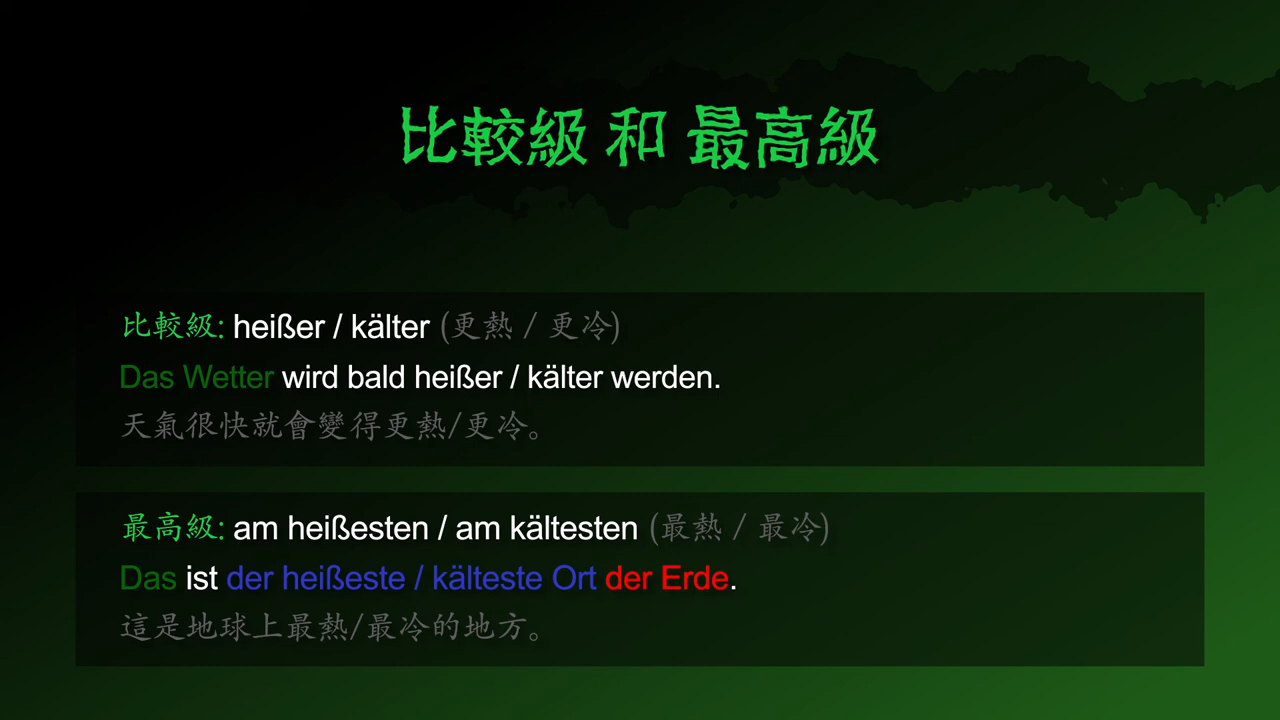 比較級 和 最高級
比較級: heißer / kälter (更熱 / 更冷)
Das Wetter wird bald heißer / kälter werden.
天氣很快就會變得更熱/更冷。
最高級: am heißesten / am kältesten (最熱 / 最冷)
Das ist der heißeste / kälteste Ort der Erde.
這是地球上最熱/最冷的地方。